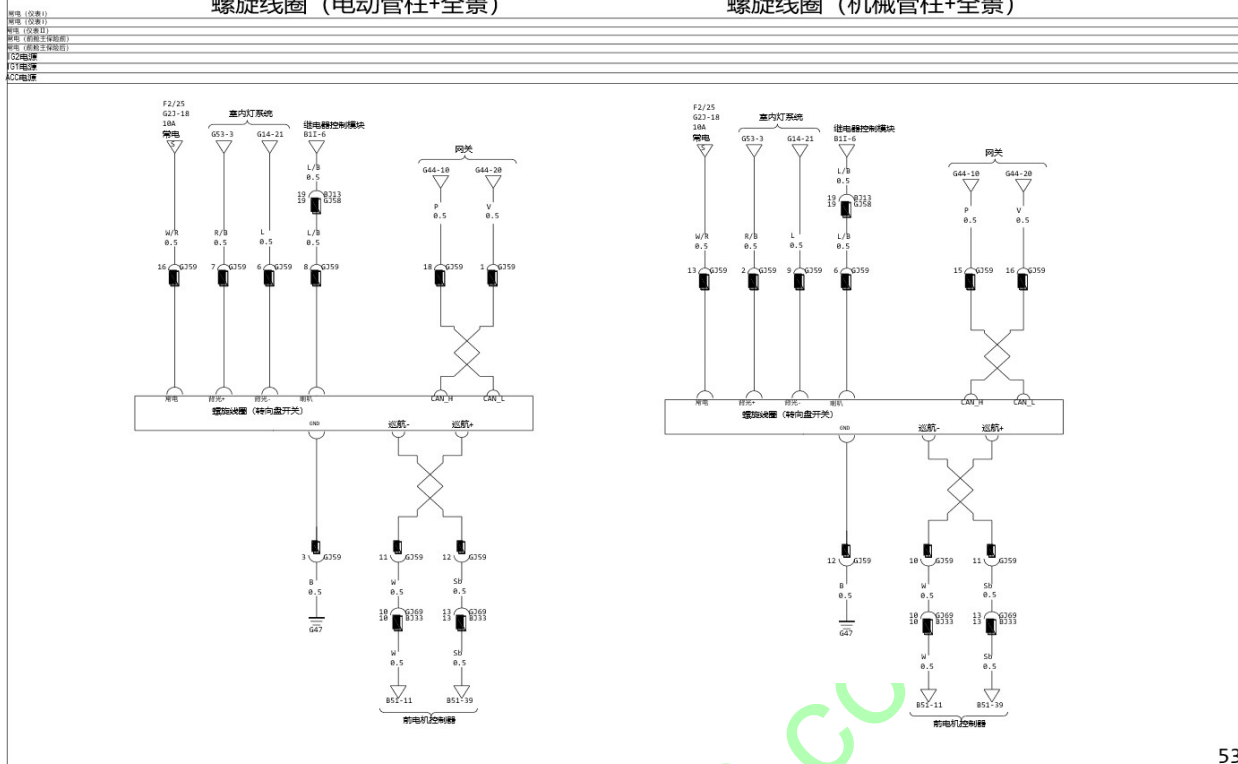 螺旋线圈（电动管柱+全景） 螺旋线圈（机械管柱+全景）
常电（仪表I）
常电（仪表I）
常电（仪表II）
常电（前舱主保险前）
常电（前舱主保险后）
IG2电源
IG1电源
ACC电源
F2/25
G2J-18
10A
常电
S
室内灯系统
G53-3 G14-21
继电器控制模块
B1I-6
网关
G44-10 G44-20
L/B
0.5
19 BJ13
19 GJ58
P
0.5
V
0.5
W/R
0.5
R/B
0.5
L
0.5
L/B
0.5
16 GJ59 7 GJ59 6 GJ59 8 GJ59 18 GJ59 1 GJ59
常电 背光+ 背光- 喇叭 CAN_H CAN_L
螺旋线圈（转向盘开关）
GND 巡航- 巡航+
3 GJ59 11 GJ59 12 GJ59
B
0.5
W
0.5
Sb
0.5
10 GJ69
10 BJ33
13 GJ69
13 BJ33
G47
W
0.5
Sb
0.5
B51-11 B51-39
前电机控制器
F2/25
G2J-18
10A
常电
S
室内灯系统
G53-3 G14-21
继电器控制模块
B1I-6
网关
G44-10 G44-20
L/B
0.5
19 BJ13
19 GJ58
P
0.5
V
0.5
W/R
0.5
R/B
0.5
L
0.5
L/B
0.5
13 GJ59 2 GJ59 9 GJ59 6 GJ59 15 GJ59 16 GJ59
常电 背光+ 背光- 喇叭 CAN_H CAN_L
螺旋线圈（转向盘开关）
GND 巡航- 巡航+
12 GJ59 10 GJ59 11 GJ59
B
0.5
W
0.5
Sb
0.5
10 GJ69
10 BJ33
13 GJ69
13 BJ33
G47
W
0.5
Sb
0.5
B51-11 B51-39
前电机控制器
53